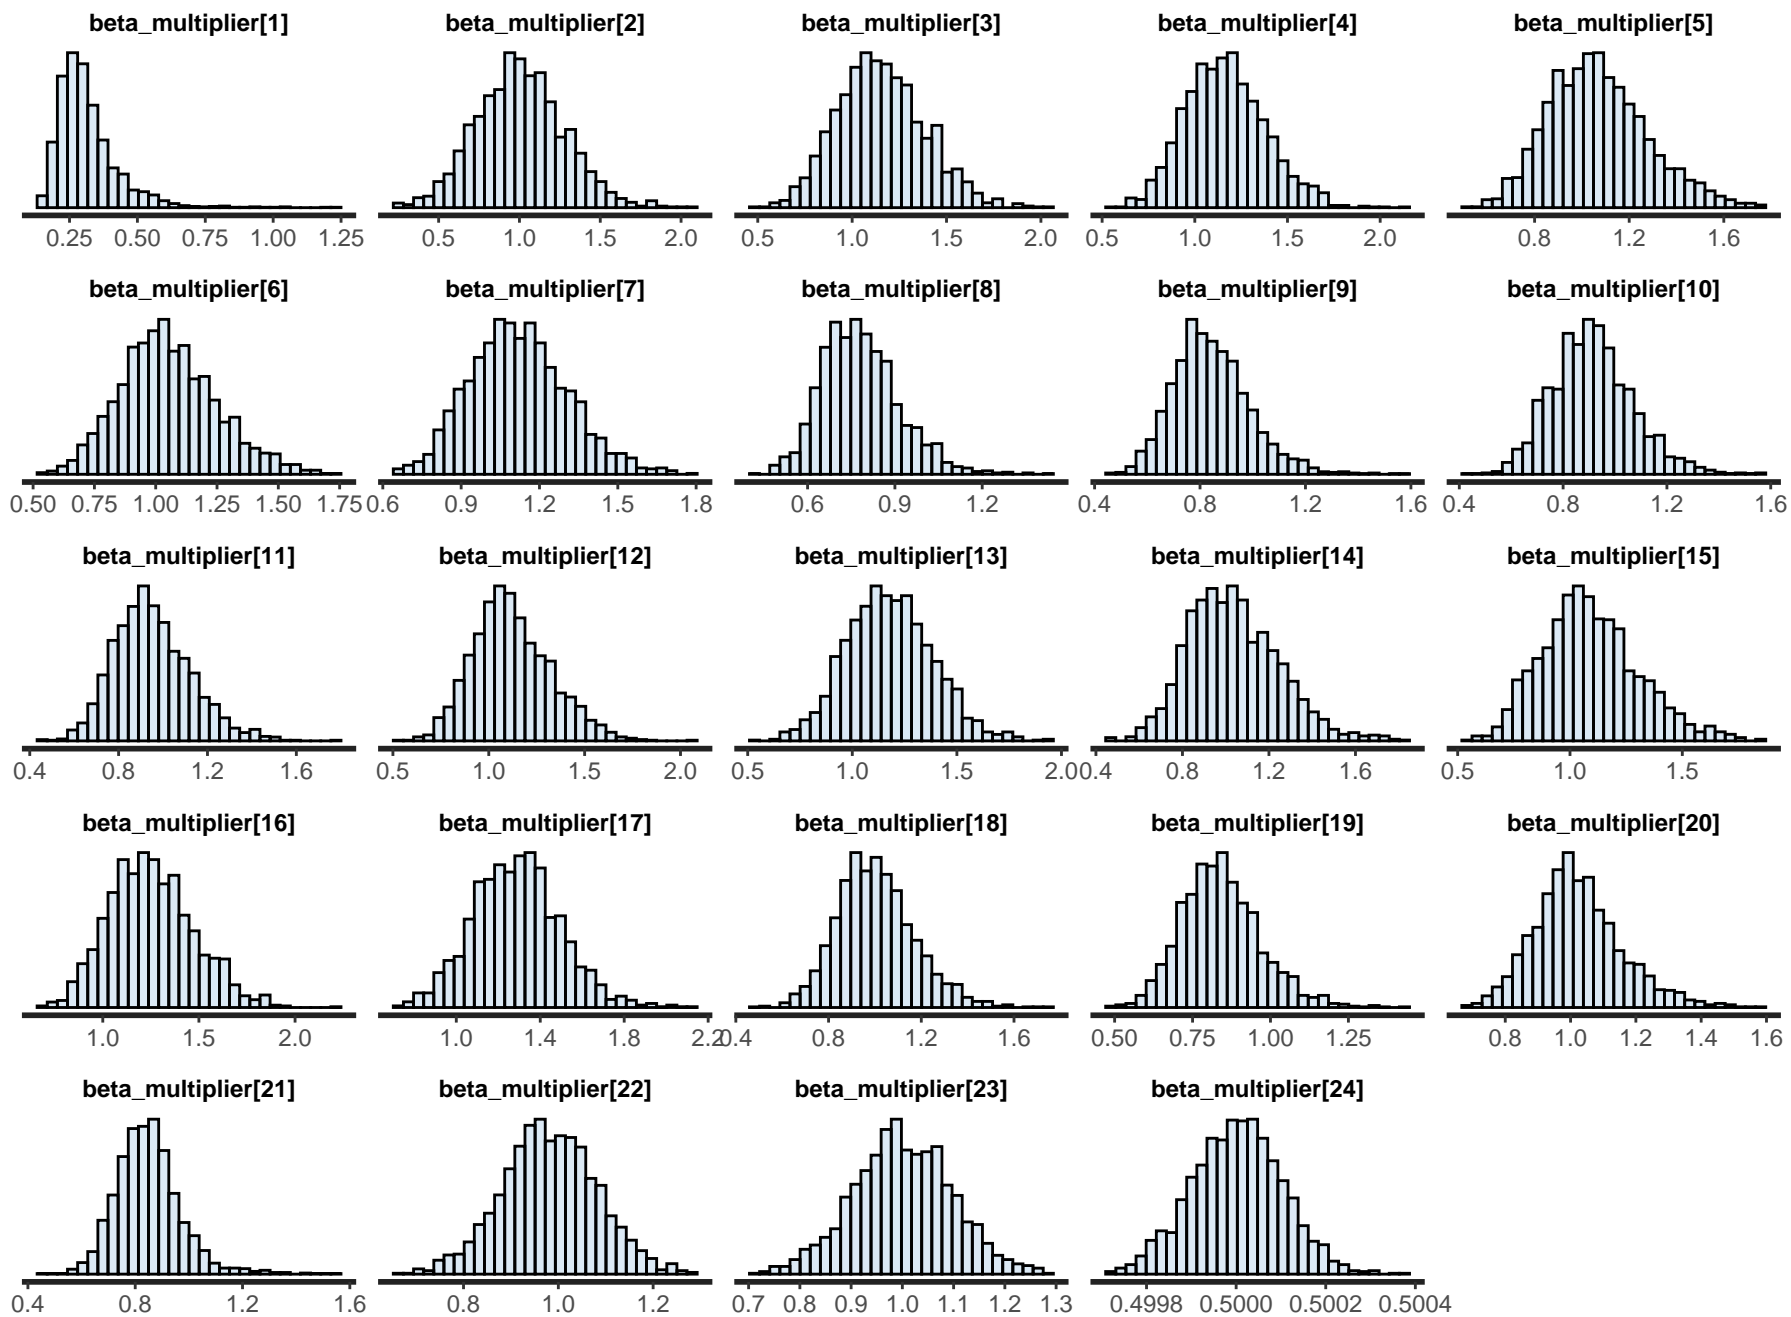 beta_multiplier[1] beta_multiplier[2] beta_multiplier[3] beta_multiplier[4] beta_multiplier[5]
0.25 0.50 0.75 1.00 1.25 0.5 1.0 1.5 2.0 0.5 1.0 1.5 2.0 0.5 1.0 1.5 2.0 0.8 1.2 1.6
beta_multiplier[6] beta_multiplier[7] beta_multiplier[8] beta_multiplier[9] beta_multiplier[10]
0.50 0.75 1.00 1.25 1.50 1.75 0.6 0.9 1.2 1.5 1.8 0.6 0.9 1.2 0.4 0.8 1.2 1.6 0.4 0.8 1.2 1.6
beta_multiplier[11] beta_multiplier[12] beta_multiplier[13] beta_multiplier[14] beta_multiplier[15]
0.4 0.8 1.2 1.6 0.5 1.0 1.5 2.0 0.5 1.0 1.5 2.0 0.4 0.8 1.2 1.6 0.5 1.0 1.5
beta_multiplier[16] beta_multiplier[17] beta_multiplier[18] beta_multiplier[19] beta_multiplier[20]
1.0 1.5 2.0 1.0 1.4 1.8 2.2 0.4 0.8 1.2 1.6 0.50 0.75 1.00 1.25 0.8 1.0 1.2 1.4 1.6
beta_multiplier[21] beta_multiplier[22] beta_multiplier[23] beta_multiplier[24]
0.4 0.8 1.2 1.6 0.8 1.0 1.2 0.7 0.8 0.9 1.0 1.1 1.2 1.3 0.4998 0.5000 0.5002 0.5004